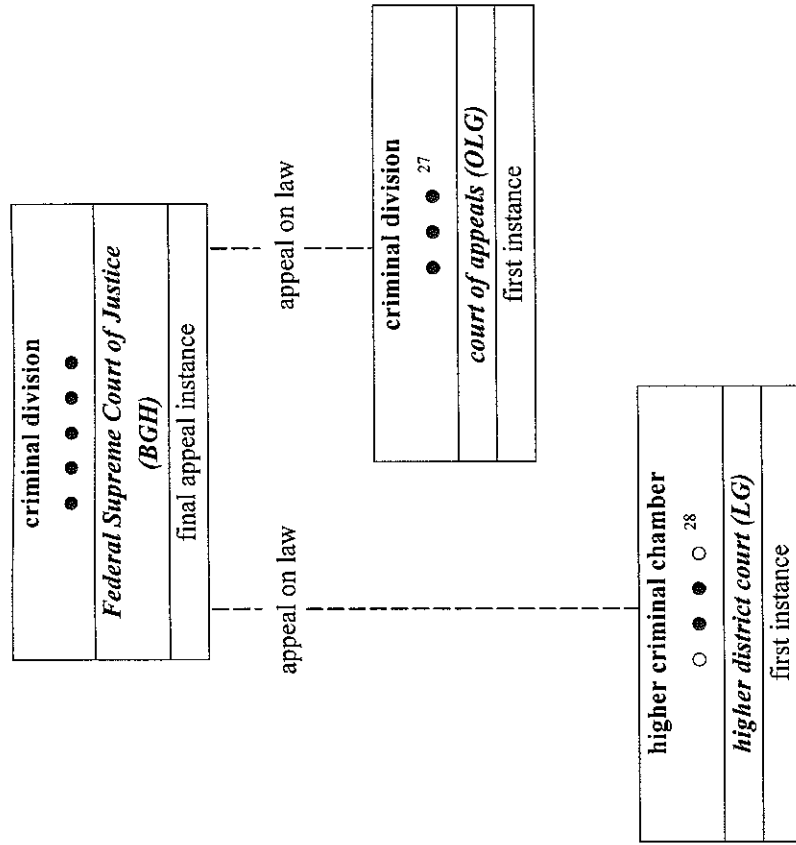 criminal division
Federal Supreme Court of Justice
(BGH)
final appeal instance
appeal on law
appeal on law
criminal division
27
court of appeals (OLG)
first instance
higher criminal chamber
28
higher district court (LG)
first instance